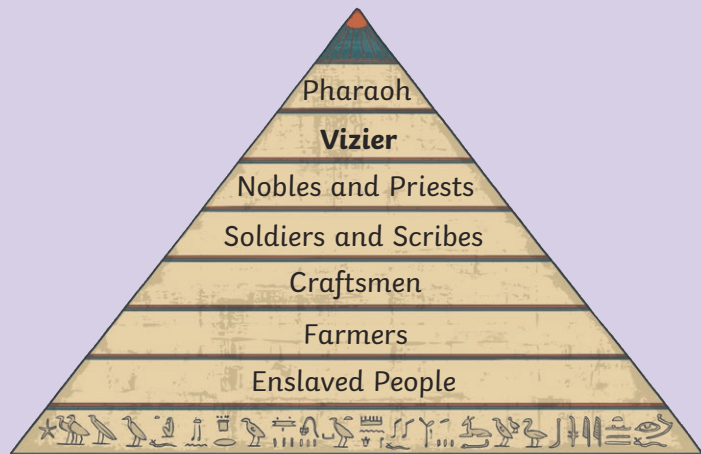 Pharaoh
Vizier
Nobles and Priests
Soldiers and Scribes
Craftsmen
Farmers
Enslaved People